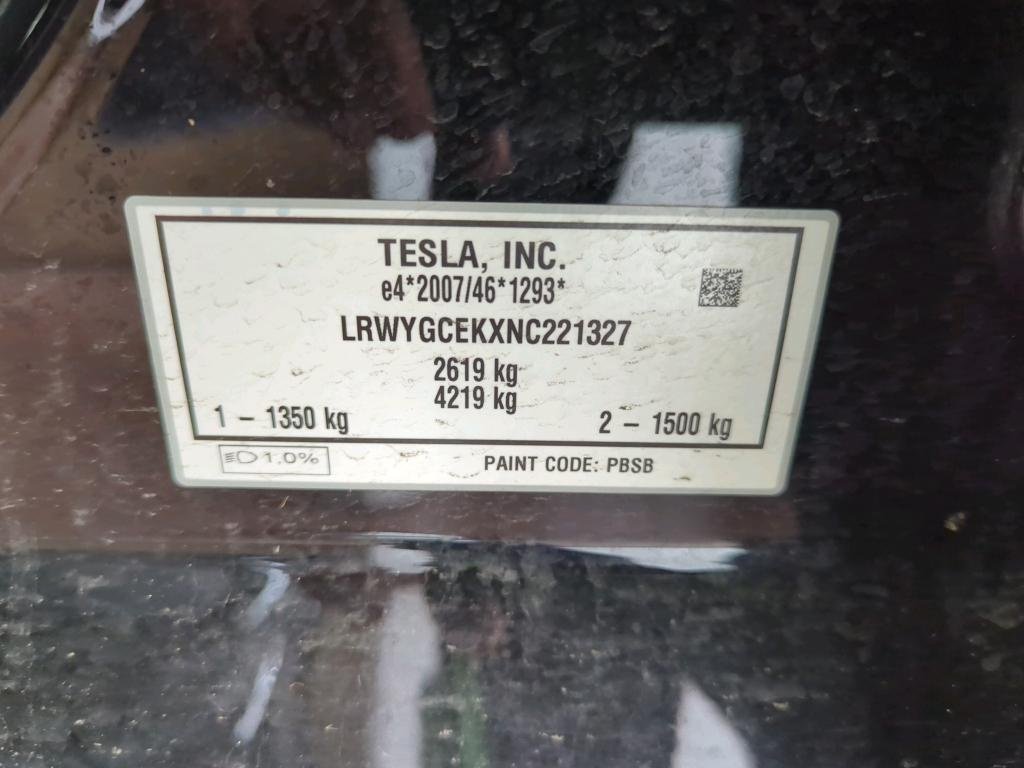 TESLA, INC.
e4*2007/46*1293*
LRWYGCEKXNC221327
2619 kg
4219 kg
1 – 1350 kg
2 – 1500 kg
1.0%
PAINT CODE: PBSB